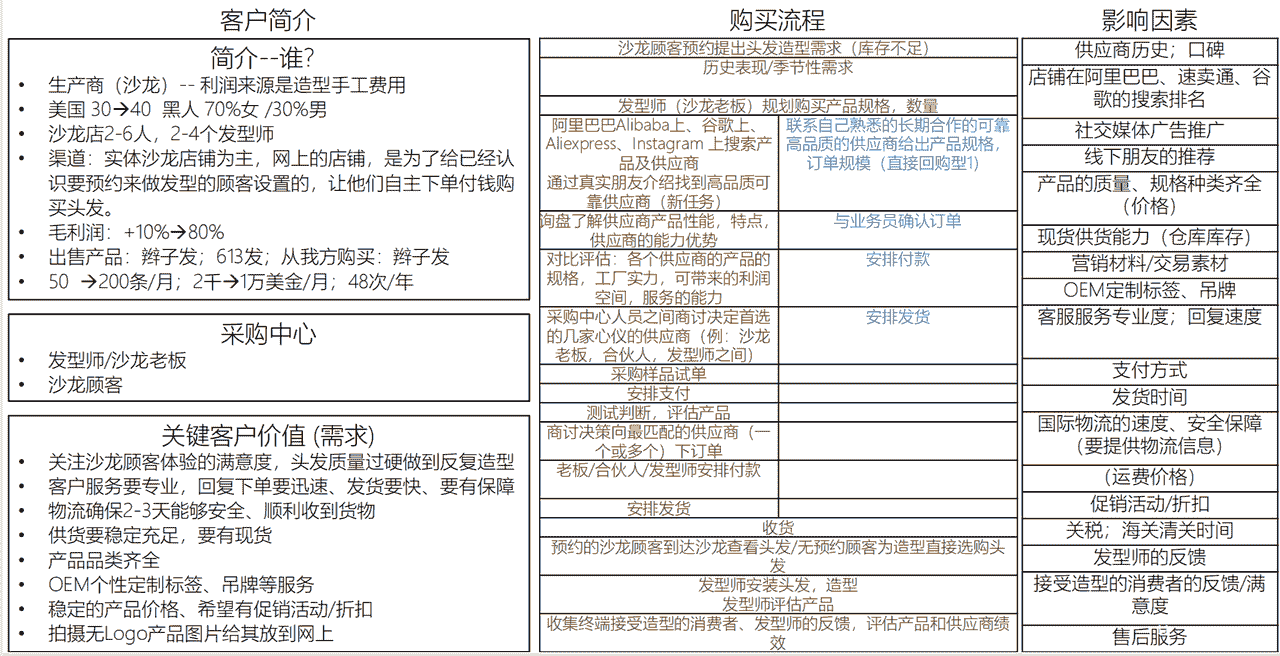 客户简介
简介--谁?
• 生产商（沙龙）-- 利润来源是造型手工费用
• 美国 30→40 黑人 70%女 /30%男
• 沙龙店2-6人，2-4个发型师
• 渠道：实体沙龙店铺为主，网上的店铺，是为了给已经认
识要预约来做发型的顾客设置的，让他们自主下单付钱购
买头发。
• 毛利润：+10%→80%
• 出售产品：辫子发；613发；从我方购买：辫子发
• 50 →200条/月；2千→1万美金/月；48次/年
采购中心
• 发型师/沙龙老板
• 沙龙顾客
关键客户价值 (需求)
• 关注沙龙顾客体验的满意度，头发质量过硬做到反复造型
• 客户服务要专业，回复下单要迅速、发货要快、要有保障
• 物流确保2-3天能够安全、顺利收到货物
• 供货要稳定充足，要有现货
• 产品品类齐全
• OEM个性定制标签、吊牌等服务
• 稳定的产品价格、希望有促销活动/折扣
• 拍摄无Logo产品图片给其放到网上
购买流程
沙龙顾客预约提出头发造型需求（库存不足）
历史表现/季节性需求
发型师（沙龙老板）规划购买产品规格，数量
阿里巴巴Alibaba上、谷歌上、
Aliexpress、Instagram 上搜索产
品及供应商
通过真实朋友介绍找到高品质可
靠供应商（新任务）
联系自己熟悉的长期合作的可靠
高品质的供应商给出产品规格，
订单规模（直接回购型1）
询盘了解供应商产品性能，特点，
供应商的能力优势
与业务员确认订单
对比评估：各个供应商的产品的
规格，工厂实力，可带来的利润
空间，服务的能力
安排付款
采购中心人员之间商讨决定首选
的几家心仪的供应商（例：沙龙
老板，合伙人，发型师之间）
安排发货
采购样品试单
安排支付
测试判断，评估产品
商讨决策向最匹配的供应商（一
个或多个）下订单
老板/合伙人/发型师安排付款
安排发货
收货
预约的沙龙顾客到达沙龙查看头发/无预约顾客为造型直接选购头
发
发型师安装头发，造型
发型师评估产品
收集终端接受造型的消费者、发型师的反馈，评估产品和供应商绩
效
影响因素
供应商历史；口碑
店铺在阿里巴巴、速卖通、谷
歌的搜索排名
社交媒体广告推广
线下朋友的推荐
产品的质量、规格种类齐全
（价格）
现货供货能力（仓库库存）
营销材料/交易素材
OEM定制标签、吊牌
客服服务专业度；回复速度
支付方式
发货时间
国际物流的速度、安全保障
（要提供物流信息）
（运费价格）
促销活动/折扣
关税；海关清关时间
发型师的反馈
接受造型的消费者的反馈/满
意度
售后服务